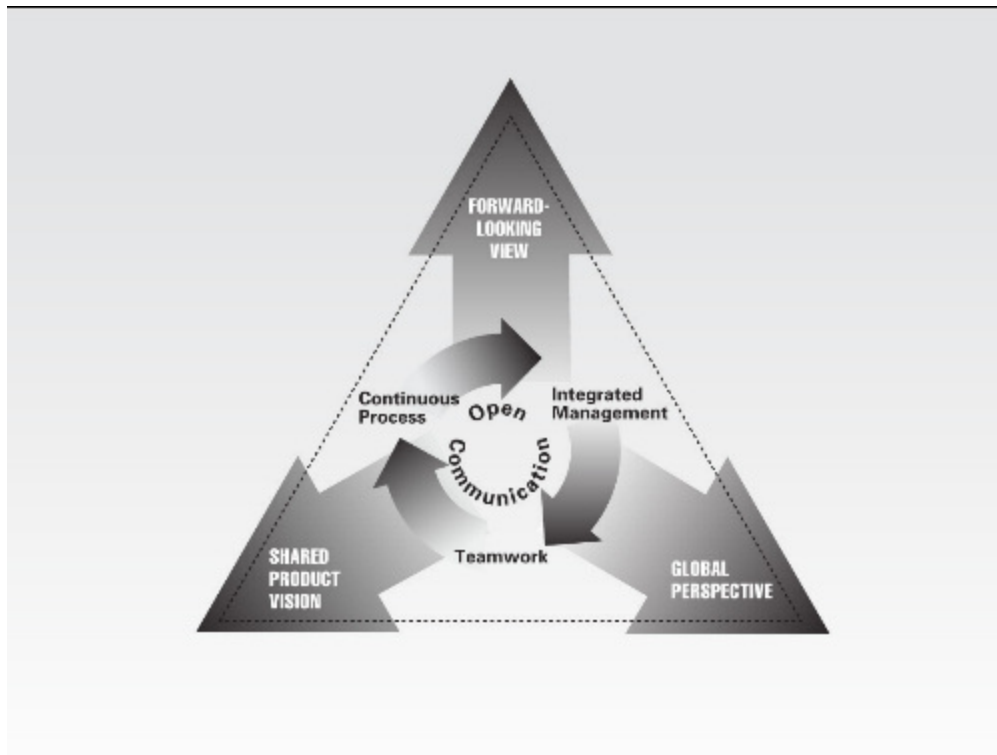 FORWARD-
LOOKING
VIEW
Continuous
Process
Open
Communication
Integrated
Management
Teamwork
SHARED
PRODUCT
VISION
GLOBAL
PERSPECTIVE